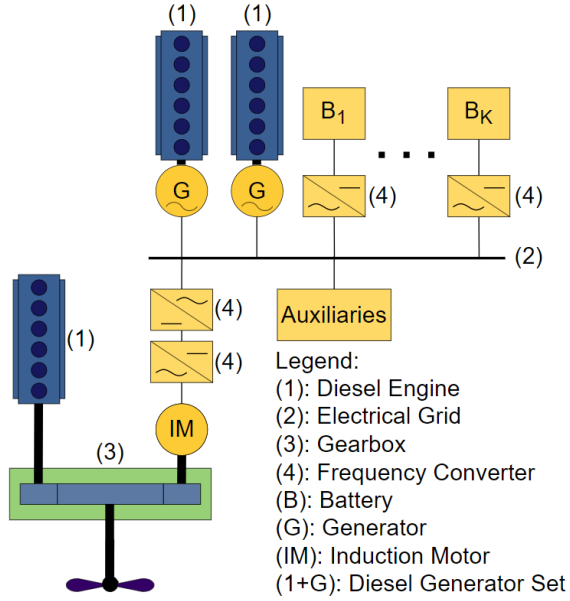 (1) (1)
B1 BK
G G (4) (4)
(2)
(4) Auxiliaries
(1) (4)
IM
(3)
Legend:
(1): Diesel Engine
(2): Electrical Grid
(3): Gearbox
(4): Frequency Converter
(B): Battery
(G): Generator
(IM): Induction Motor
(1+G): Diesel Generator Set